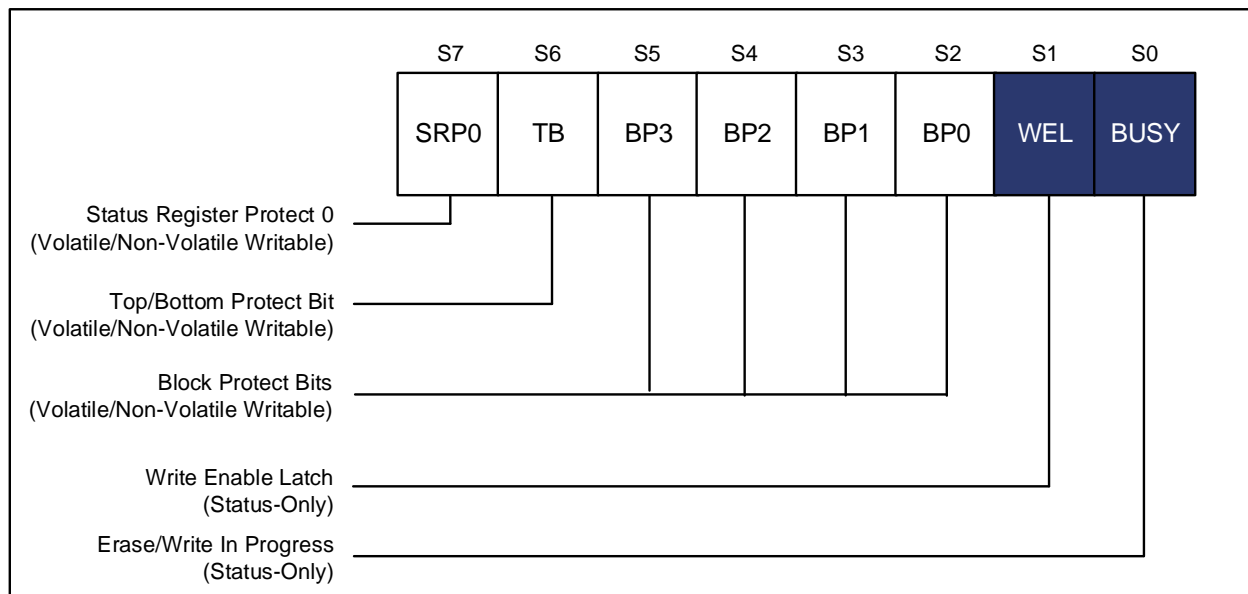 S7 S6 S5 S4 S3 S2 S1 S0
SRP0 TB BP3 BP2 BP1 BP0 WEL BUSY
Status Register Protect 0
(Volatile/Non-Volatile Writable)
Top/Bottom Protect Bit
(Volatile/Non-Volatile Writable)
Block Protect Bits
(Volatile/Non-Volatile Writable)
Write Enable Latch
(Status-Only)
Erase/Write In Progress
(Status-Only)